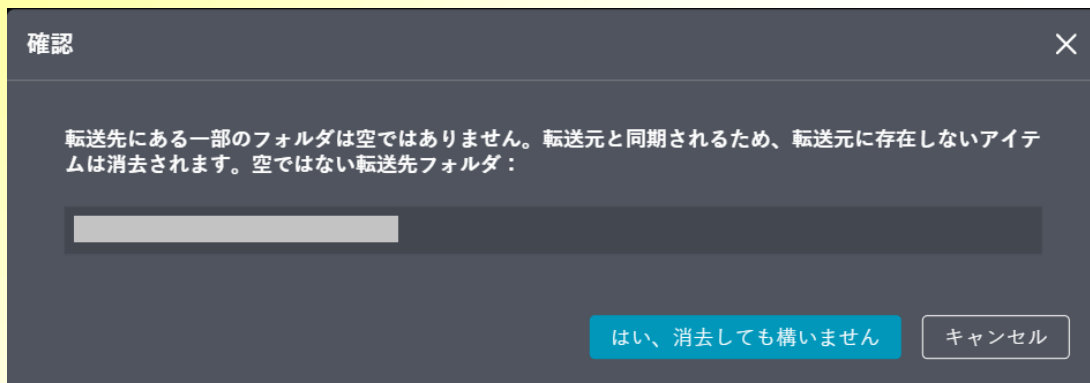 確認
転送先にある一部のフォルダは空ではありません。転送元と同期されるため、転送元に存在しないアイテ
ムは消去されます。空ではない転送先フォルダ：
はい、消去しても構いません
キャンセル